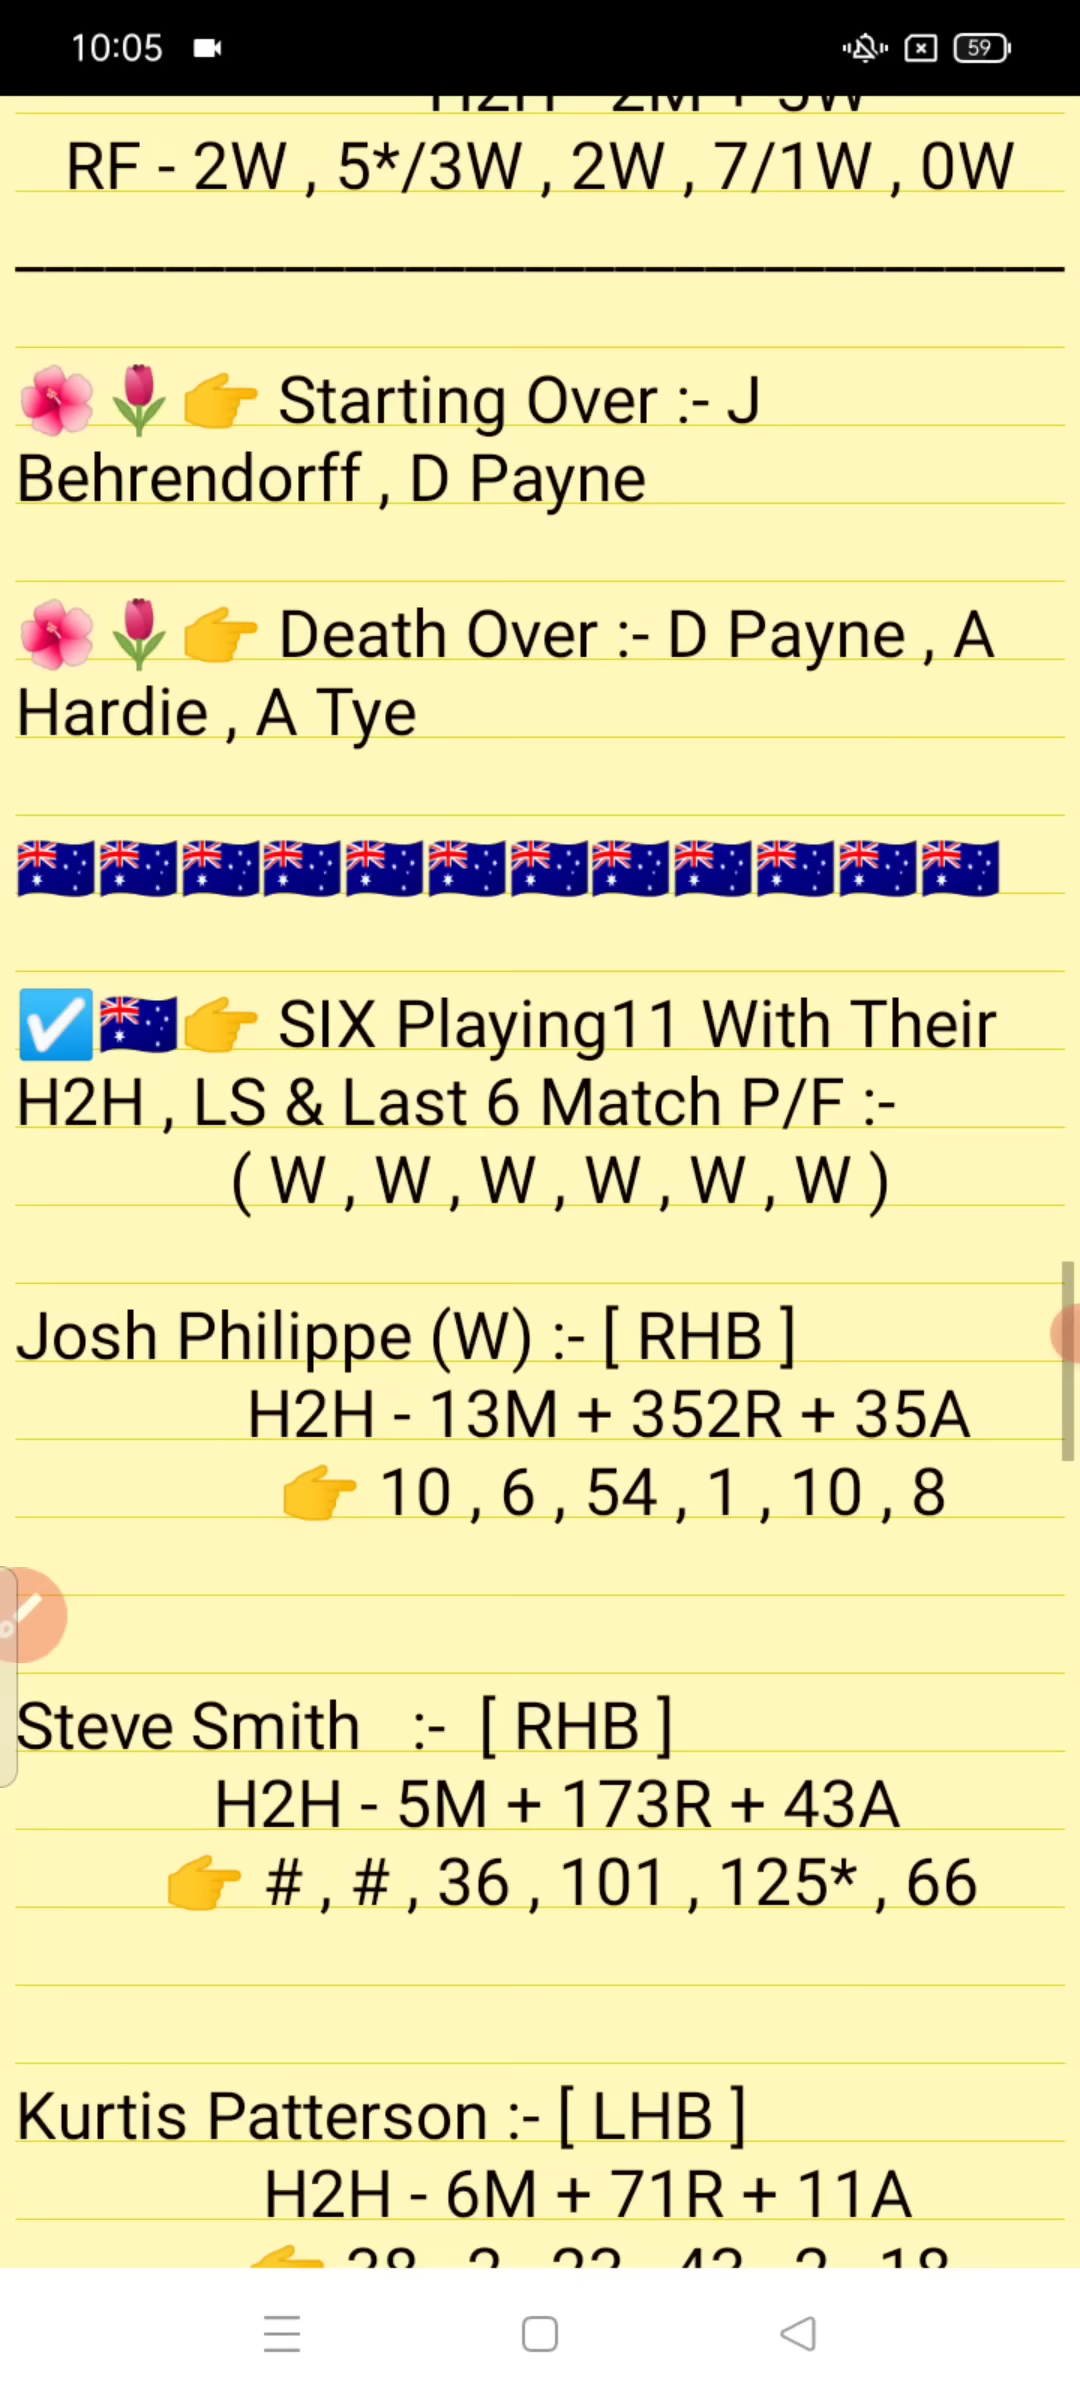 10:05
59
H2H - 2M + 3W
RF - 2W , 5*/3W , 2W , 7/1W , 0W
🌺🌷👉 Starting Over :- J
Behrendorff , D Payne
🌺🌷👉 Death Over :- D Payne , A
Hardie , A Tye
🇦🇺🇦🇺🇦🇺🇦🇺🇦🇺🇦🇺🇦🇺🇦🇺🇦🇺🇦🇺🇦🇺🇦🇺
☑️🇦🇺👉 SIX Playing11 With Their
H2H , LS & Last 6 Match P/F :-
( W , W , W , W , W , W )
Josh Philippe (W) :- [ RHB ]
H2H - 13M + 352R + 35A
👉 10 , 6 , 54 , 1 , 10 , 8
Steve Smith :- [ RHB ]
H2H - 5M + 173R + 43A
👉 # , # , 36 , 101 , 125* , 66
Kurtis Patterson :- [ LHB ]
H2H - 6M + 71R + 11A